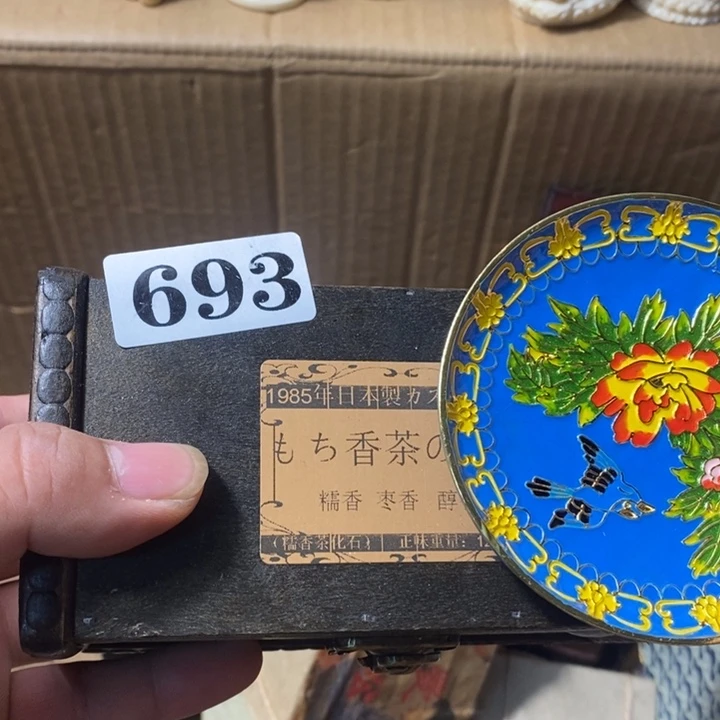 693
1985年日本製カ
もち香茶の
糯香 枣香 醇
(糯香茶化石) 正味重量: 1